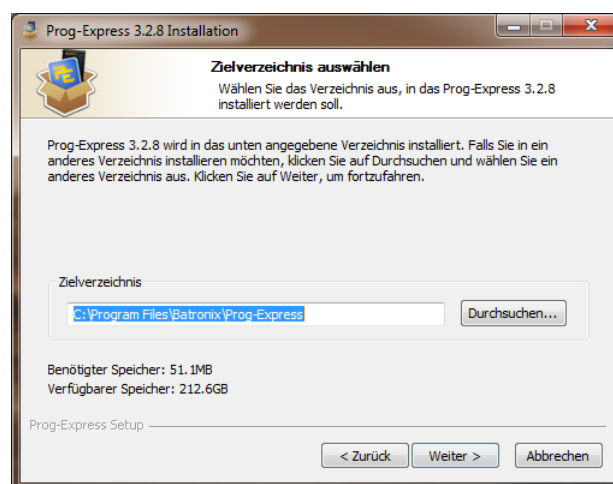 Prog-Express 3.2.8 Installation
Zielverzeichnis auswählen
Wählen Sie das Verzeichnis aus, in das Prog-Express 3.2.8
installiert werden soll.
Prog-Express 3.2.8 wird in das unten angegebene Verzeichnis installiert. Falls Sie in ein
anderes Verzeichnis installieren möchten, klicken Sie auf Durchsuchen und wählen Sie ein
anderes Verzeichnis aus. Klicken Sie auf Weiter, um fortzufahren.
Zielverzeichnis
C:\Program Files\Batronix\Prog-Express
Durchsuchen...
Benötigter Speicher: 51.1MB
Verfügbarer Speicher: 212.6GB
Prog-Express Setup
< Zurück
Weiter >
Abbrechen